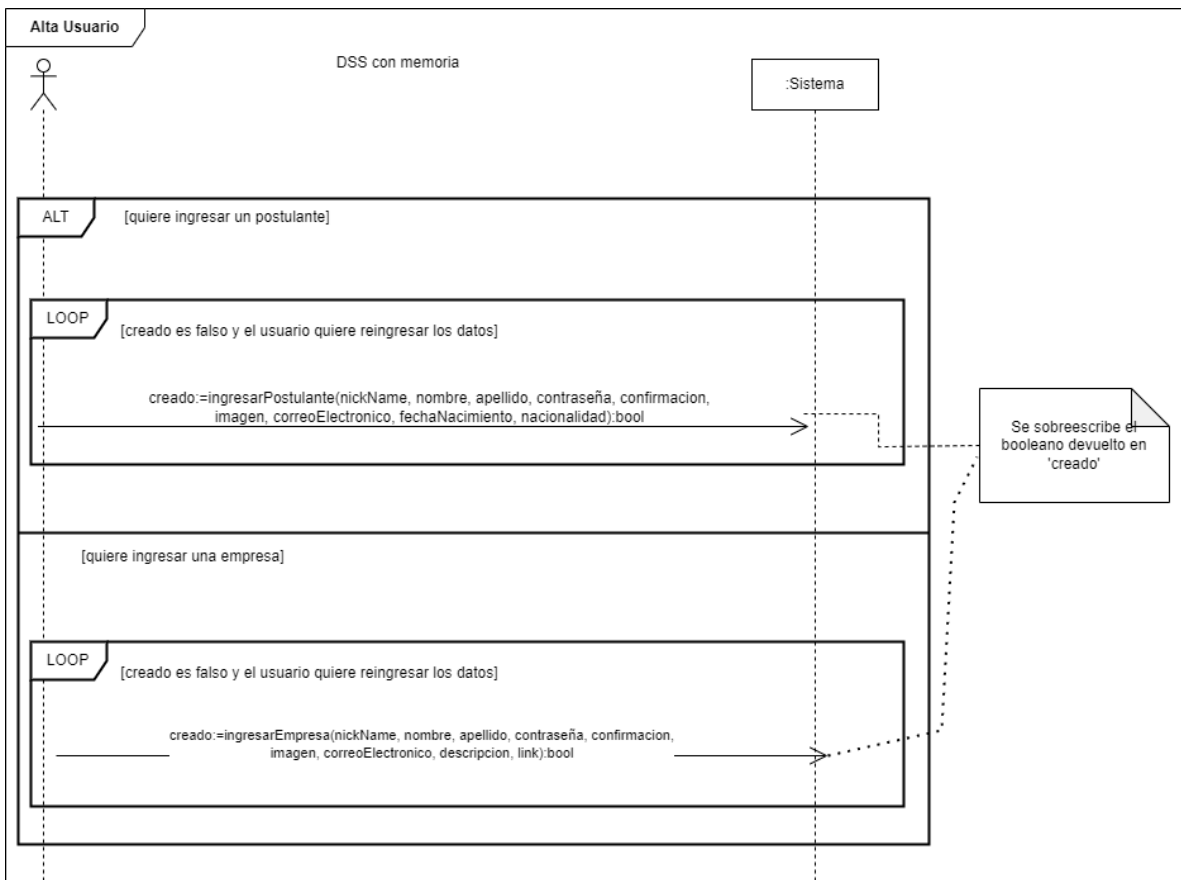 Alta Usuario
DSS con memoria
:Sistema
ALT
[quiere ingresar un postulante]
LOOP
[creado es falso y el usuario quiere reingresar los datos]
creado:=ingresarPostulante(nickName, nombre, apellido, contraseña, confirmacion,
imagen, correoElectronico, fechaNacimiento, nacionalidad):bool
Se sobreescribe el
booleano devuelto en
'creado'
[quiere ingresar una empresa]
LOOP
[creado es falso y el usuario quiere reingresar los datos]
creado:=ingresarEmpresa(nickName, nombre, apellido, contraseña, confirmacion,
imagen, correoElectronico, descripcion, link):bool